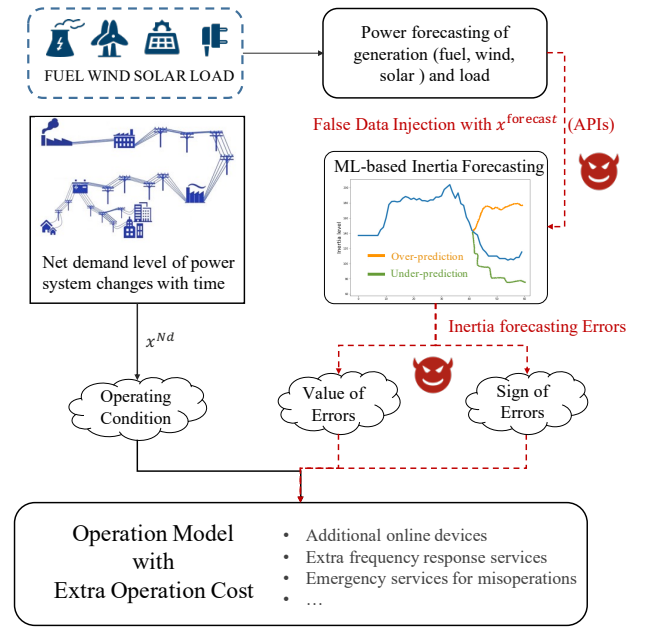 FUEL WIND SOLAR LOAD
Power forecasting of
generation (fuel, wind,
solar ) and load
False Data Injection with x^forecast (APIs)
ML-based Inertia Forecasting
Inertia level
Over-prediction
Under-prediction
Net demand level of power
system changes with time
x^Nd
Inertia forecasting Errors
Operating
Condition
Value of
Errors
Sign of
Errors
Operation Model
with
Extra Operation Cost
• Additional online devices
• Extra frequency response services
• Emergency services for misoperations
• …